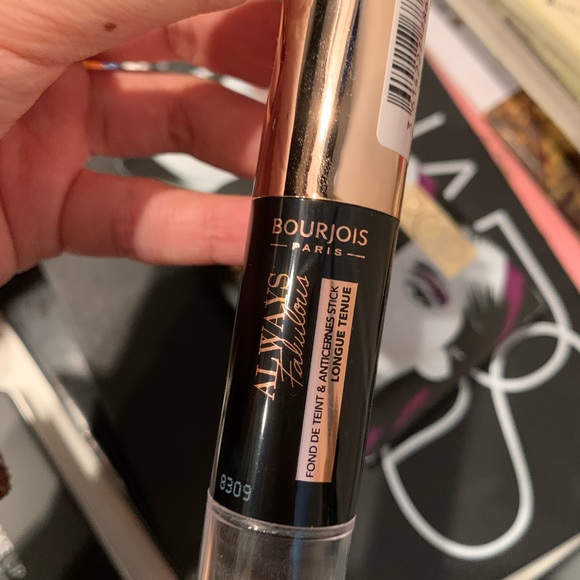 BOURJOIS
PARIS
ALWAYS
Fabulous
FOND DE TEINT & ANTICERNES STICK
LONGUE TENUE
8309